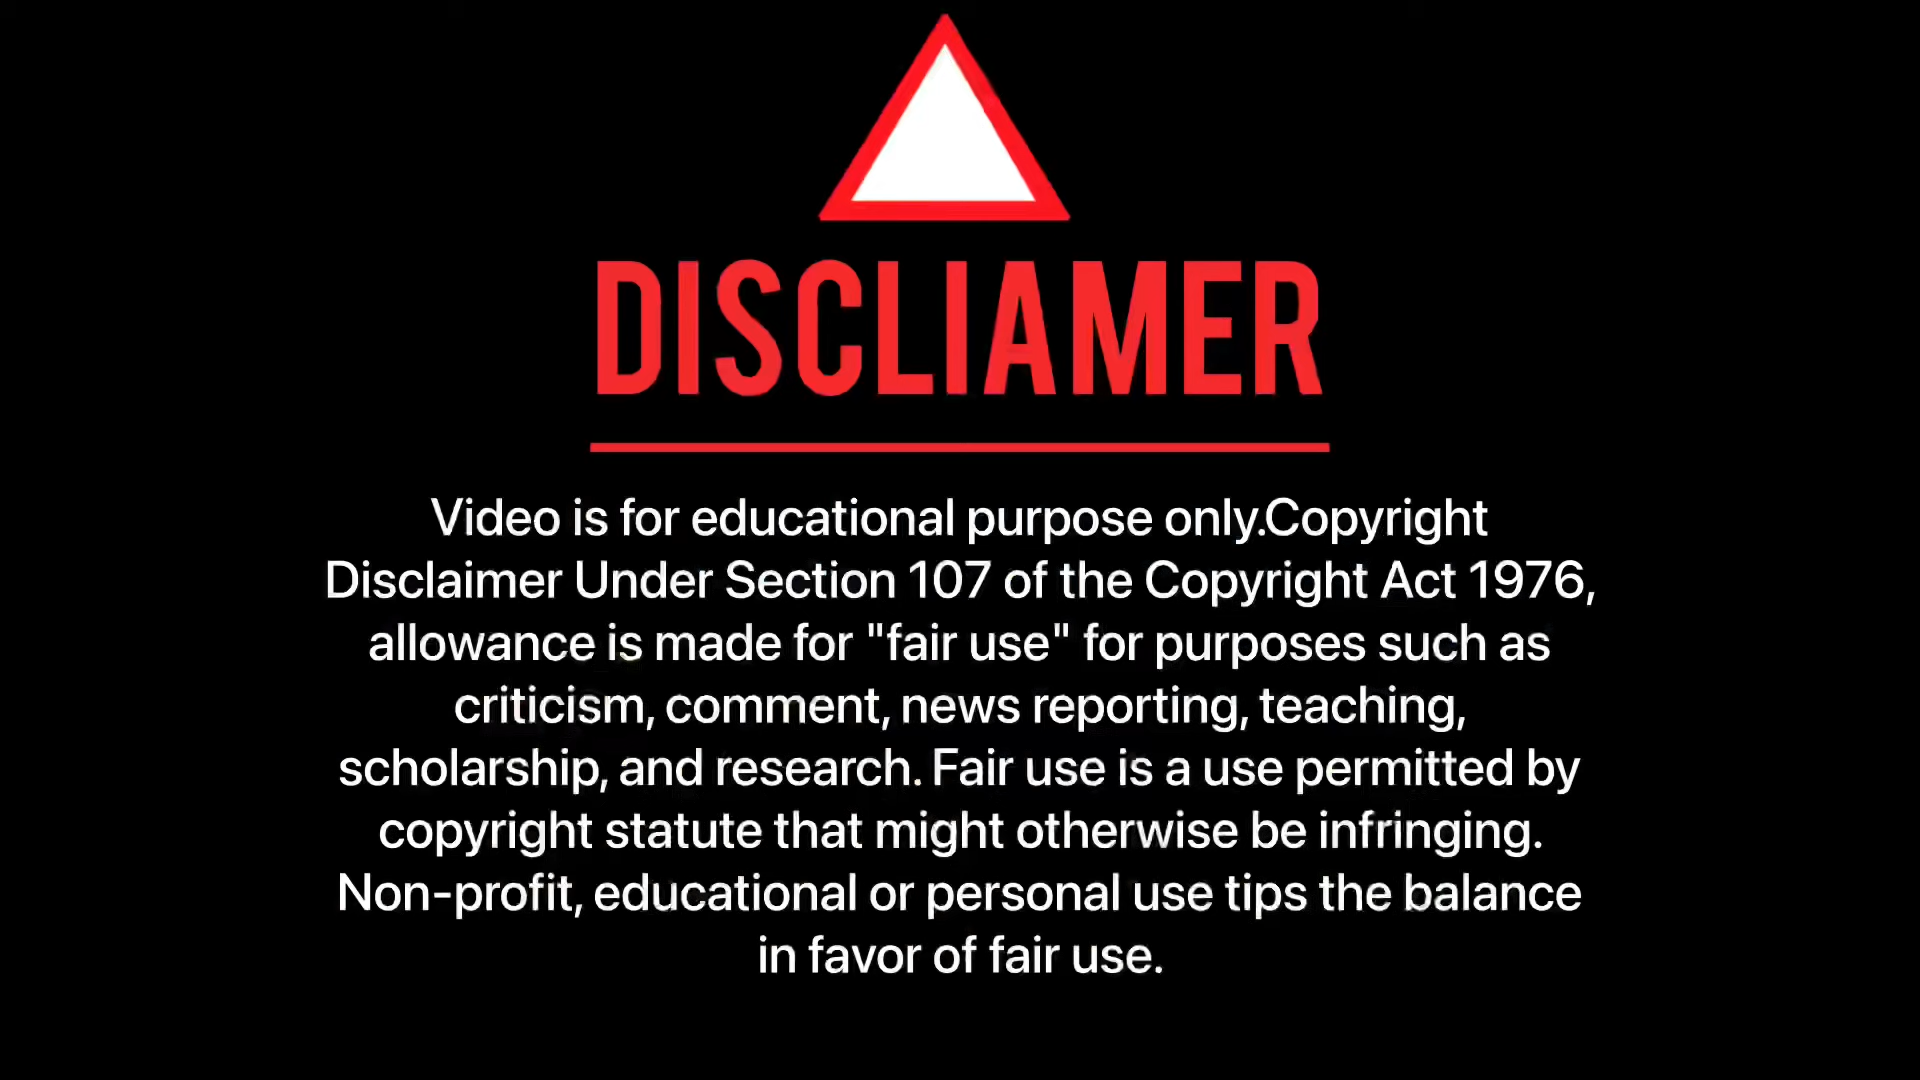 DISCLIAMER
Video is for educational purpose only.Copyright
Disclaimer Under Section 107 of the Copyright Act 1976,
allowance is made for "fair use" for purposes such as
criticism, comment, news reporting, teaching,
scholarship, and research. Fair use is a use permitted by
copyright statute that might otherwise be infringing.
Non-profit, educational or personal use tips the balance
in favor of fair use.